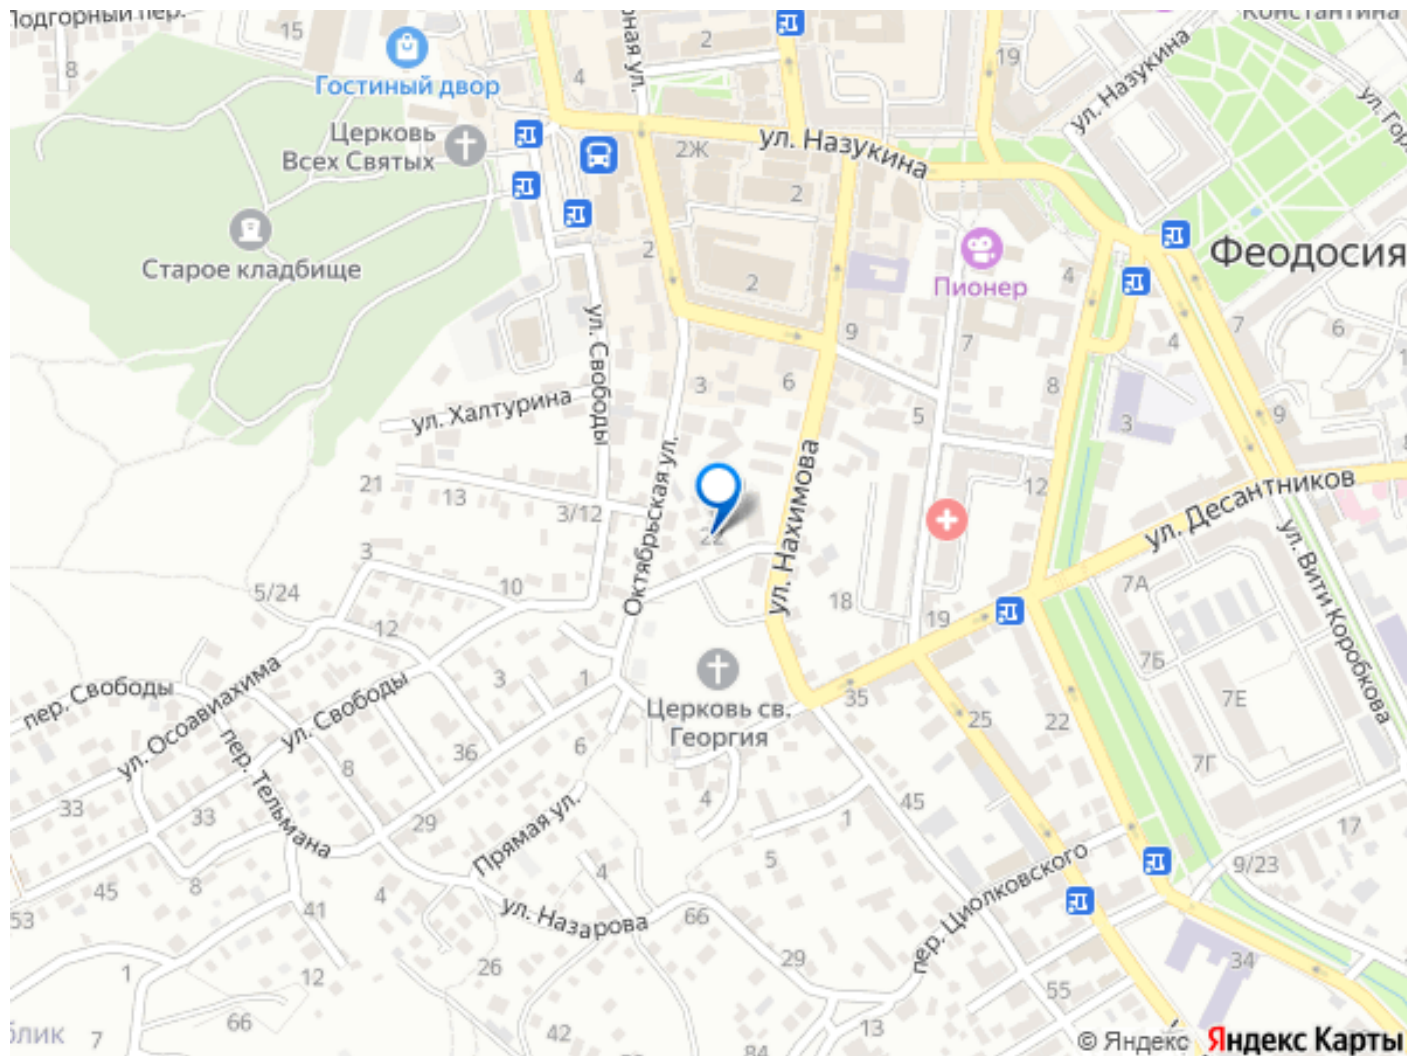 Подгорный пер.
15
8
Гостиный двор
4
2
19
Константина
ул. Назукина
Церковь
Всех Святых
2Ж
ул. Назукина
2
Старое кладбище
2
2
Пионер
4
Феодосия
7
6
4
9
7
8
9
ул. Свободы
ул. Халтурина
3
6
5
3
21
13
3/12
Октябрьская ул.
22
ул. Нахимова
12
ул. Десантников
ул. Вити Коробкова
3
5/24
10
12
18
19
7А
7Б
7Е
7Г
пер. Свободы
ул. Осоавиахима
ул. Свободы
3
1
Церковь св.
Георгия
35
25
22
пер. Тельмана
36
6
8
33
33
29
4
45
1
17
Прямая ул.
5
4
пер. Циолковского
9/23
45
8
53
41
4
ул. Назарова
66
29
34
1
12
26
55
66
42
13
7
© Яндекс Яндекс Карты